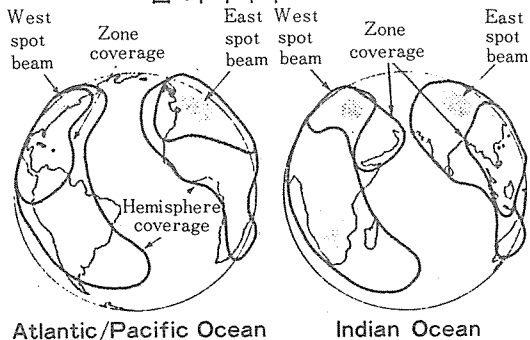 West
spot
beam
Zone
coverage
East
spot
beam
Hemisphere
coverage
Atlantic/Pacific Ocean
West
spot
beam
Zone
coverage
East
spot
beam
Indian Ocean